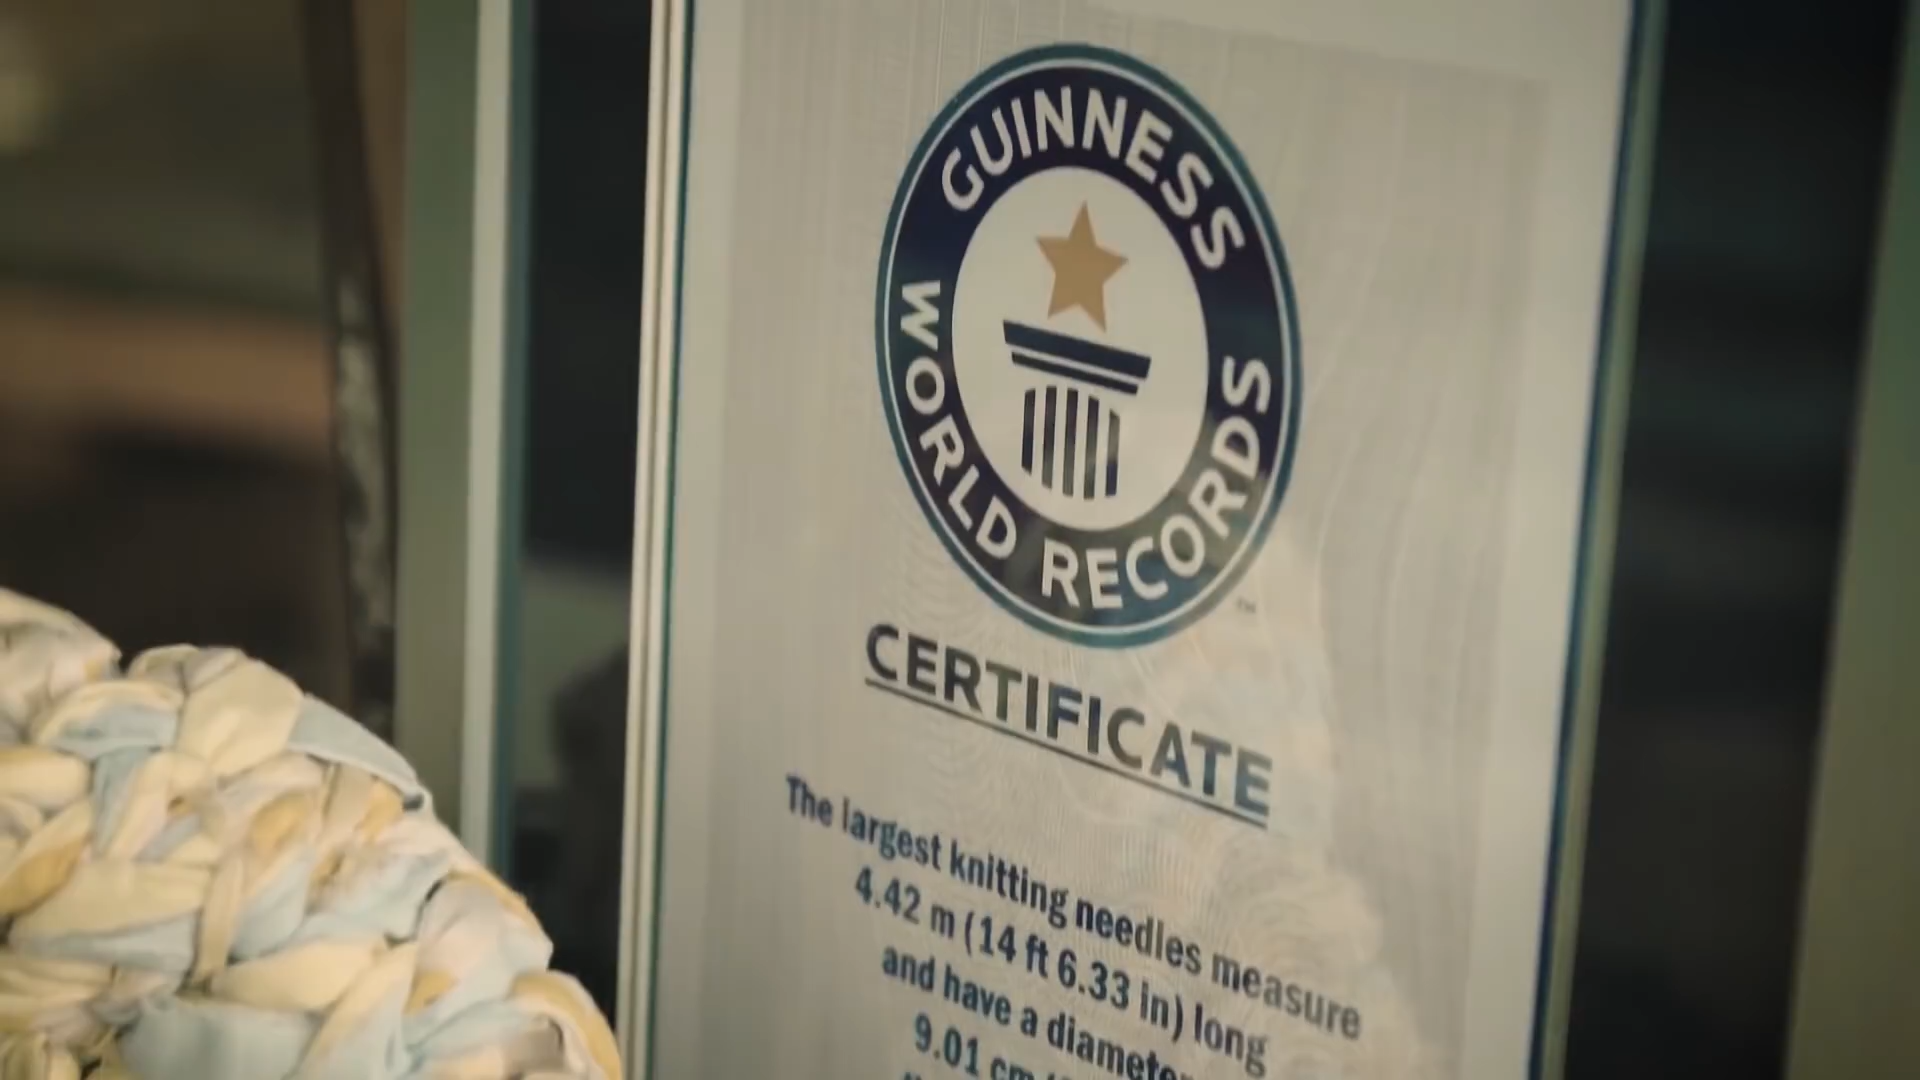 GUINNESS
WORLD RECORDS
™
CERTIFICATE
The largest knitting needles measure
4.42 m (14 ft 6.33 in) long
and have a diameter
9.01 cm